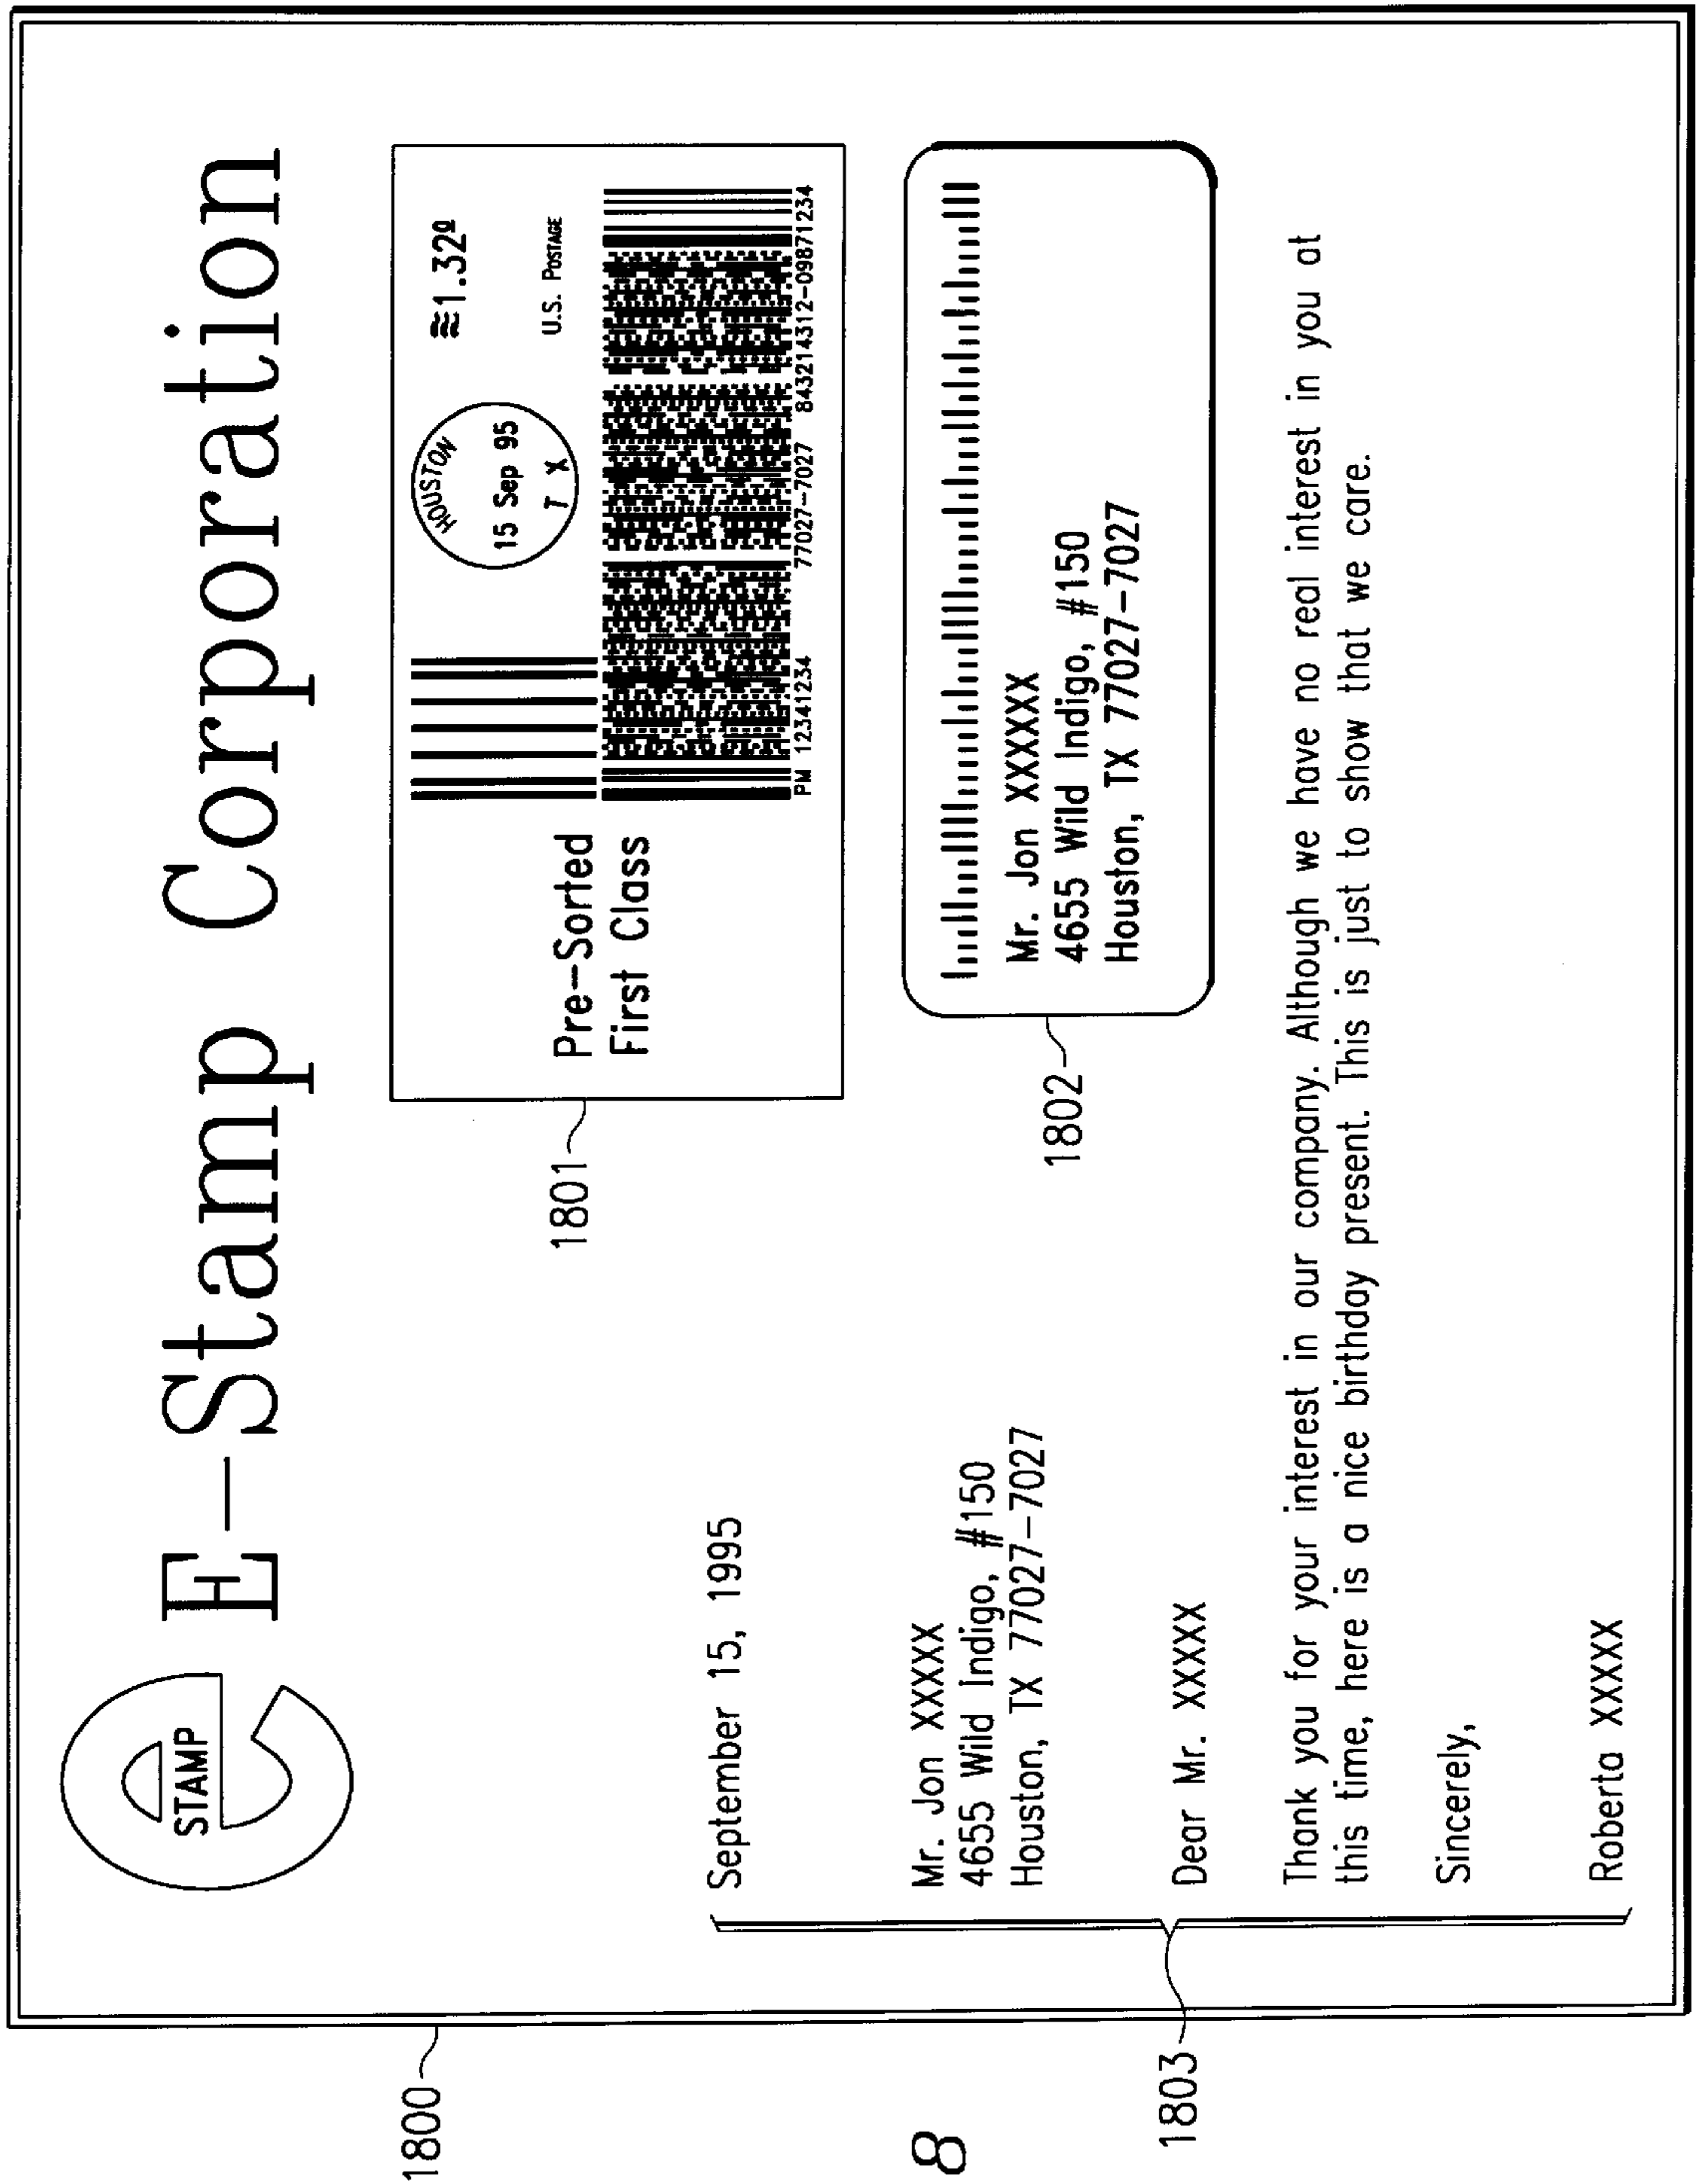 E-Stamp Corporation
STAMP
Pre-Sorted
First Class
HOUSTON
15 Sep 95
T X
≅1.32º
U.S. POSTAGE
PM 12341234 77027-7027 84321 4312-09871234
1801
Mr. Jon XXXXX
4655 Wild Indigo, #150
Houston, TX 77027-7027
1802
September 15, 1995
Mr. Jon XXXXX
4655 Wild Indigo, #150
Houston, TX 77027-7027
Dear Mr. XXXXX
Thank you for your interest in our company. Although we have no real interest in you at
this time, here is a nice birthday present. This is just to show that we care.
Sincerely,
Roberta XXXXX
1800
1803
8